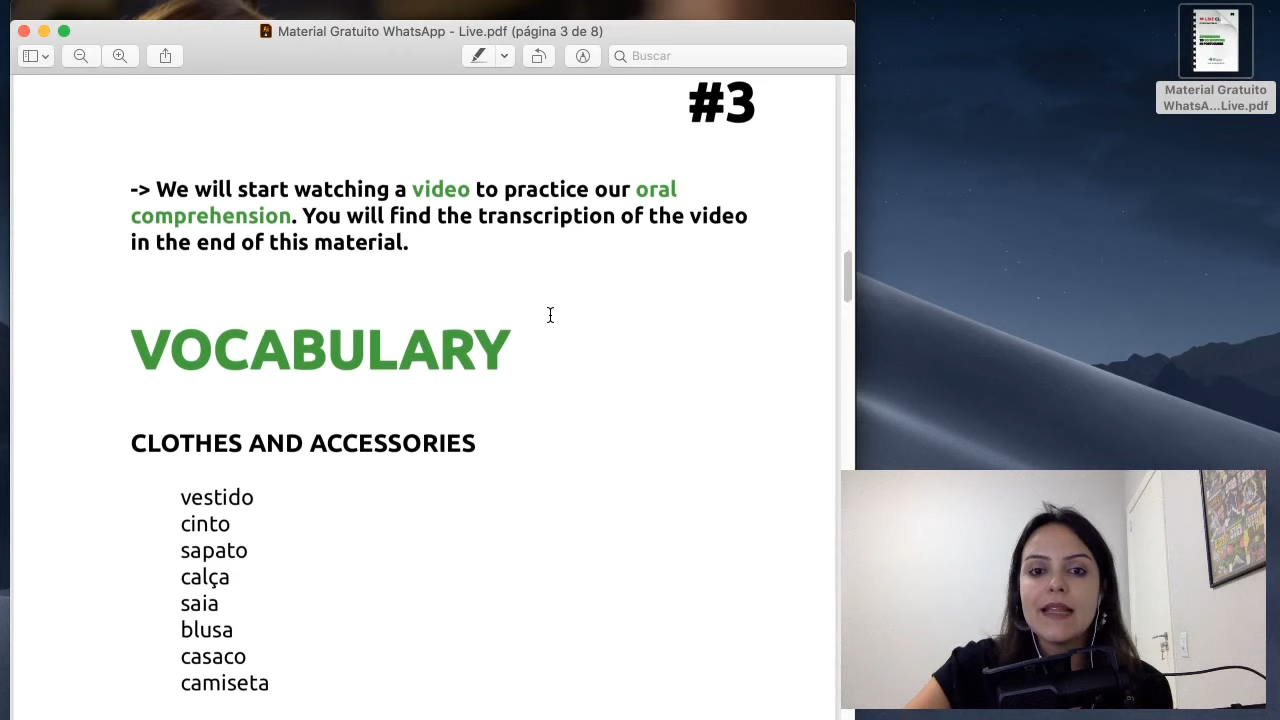 Material Gratuito WhatsApp - Live.pdf (página 3 de 8)
Buscar
#3
-> We will start watching a video to practice our oral
comprehension. You will find the transcription of the video
in the end of this material.
VOCABULARY
CLOTHES AND ACCESSORIES
vestido
cinto
sapato
calça
saia
blusa
casaco
camiseta
Material Gratuito
WhatsA...Live.pdf